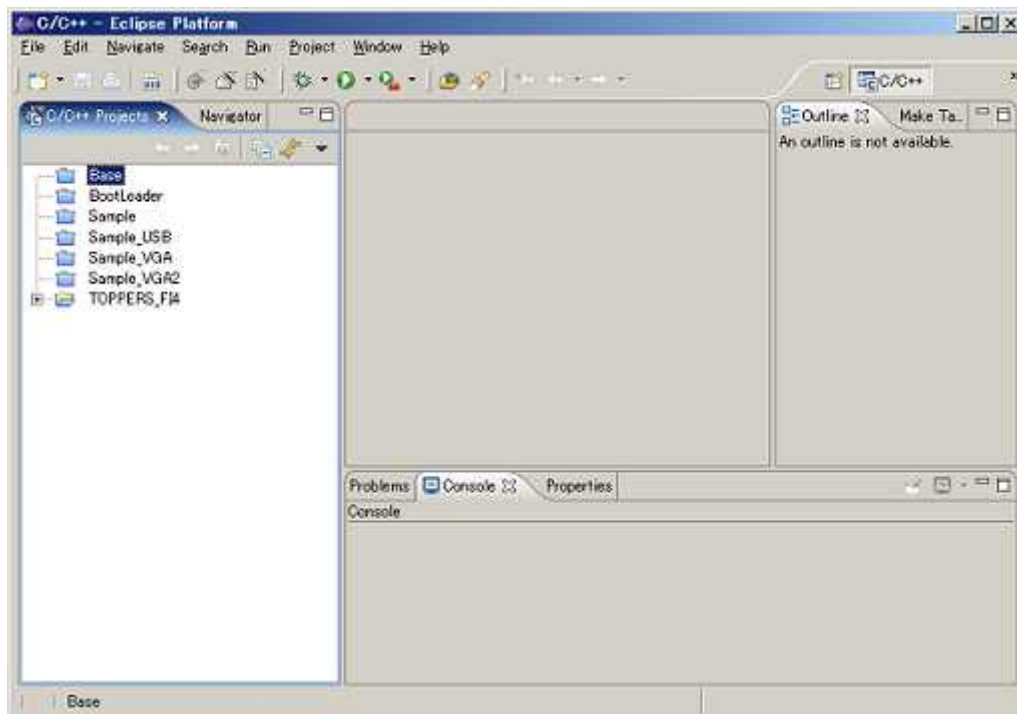 C/C++ - Eclipse Platform
File Edit Navigate Search Run Project Window Help
C/C++
C/C++ Projects Navigator
Outline Make Ta..
An outline is not available.
Base
BootLoader
Sample
Sample_USB
Sample_VGA
Sample_VGA2
TOPPERS_FI4
Problems Console Properties
Console
Base